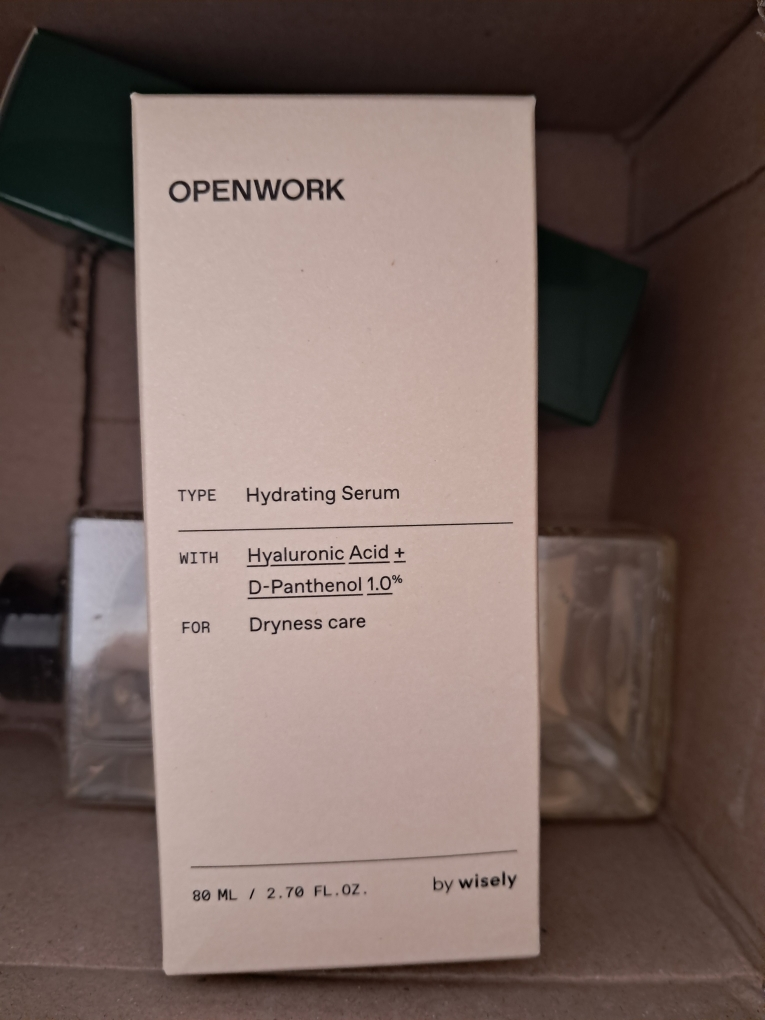 OPENWORK
TYPE Hydrating Serum
WITH Hyaluronic Acid +
D-Panthenol 1.0%
FOR Dryness care
80 ML / 2.70 FL.OZ. by wisely